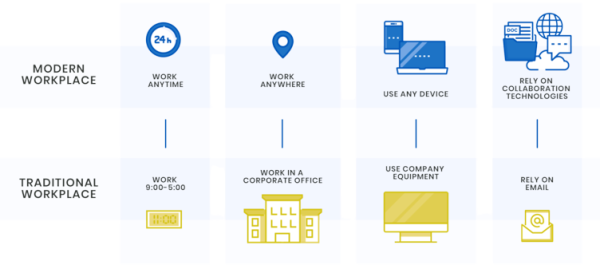 24 h
DOC
MODERN
WORKPLACE
WORK
ANYTIME
WORK
ANYWHERE
USE ANY DEVICE
RELY ON
COLLABORATION
TECHNOLOGIES
TRADITIONAL
WORKPLACE
WORK
9:00-5:00
11:00
WORK IN A
CORPORATE OFFICE
USE COMPANY
EQUIPMENT
RELY ON
EMAIL
@